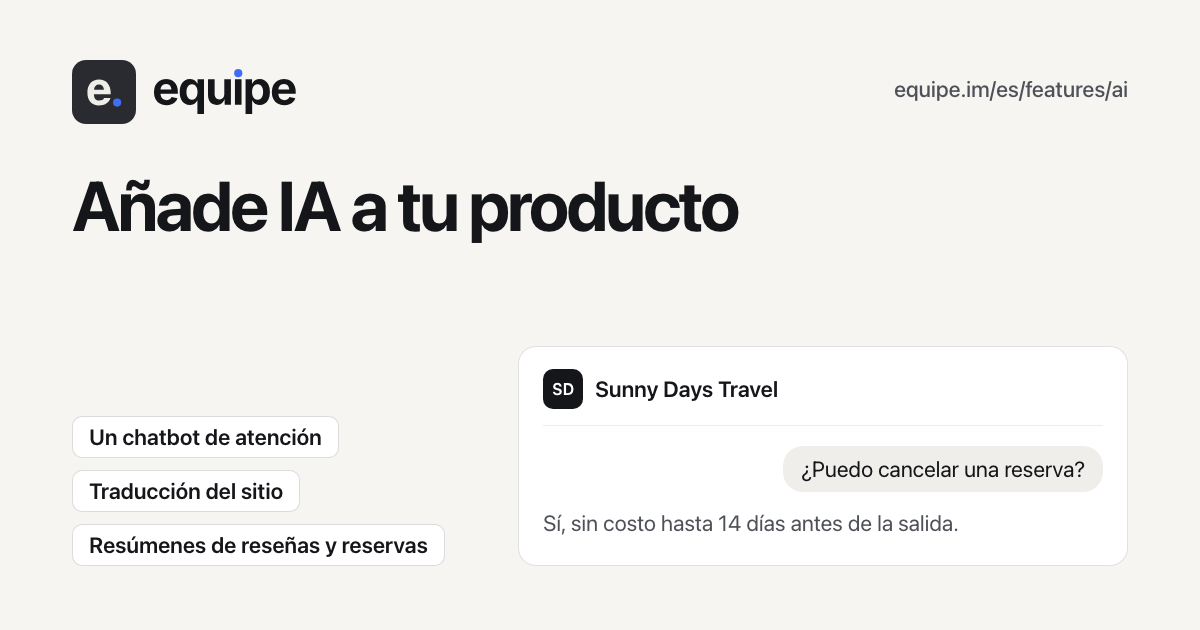 e. equipe
equipe.im/es/features/ai
Añade IA a tu producto
Un chatbot de atención
Traducción del sitio
Resúmenes de reseñas y reservas
SD Sunny Days Travel
¿Puedo cancelar una reserva?
Sí, sin costo hasta 14 días antes de la salida.